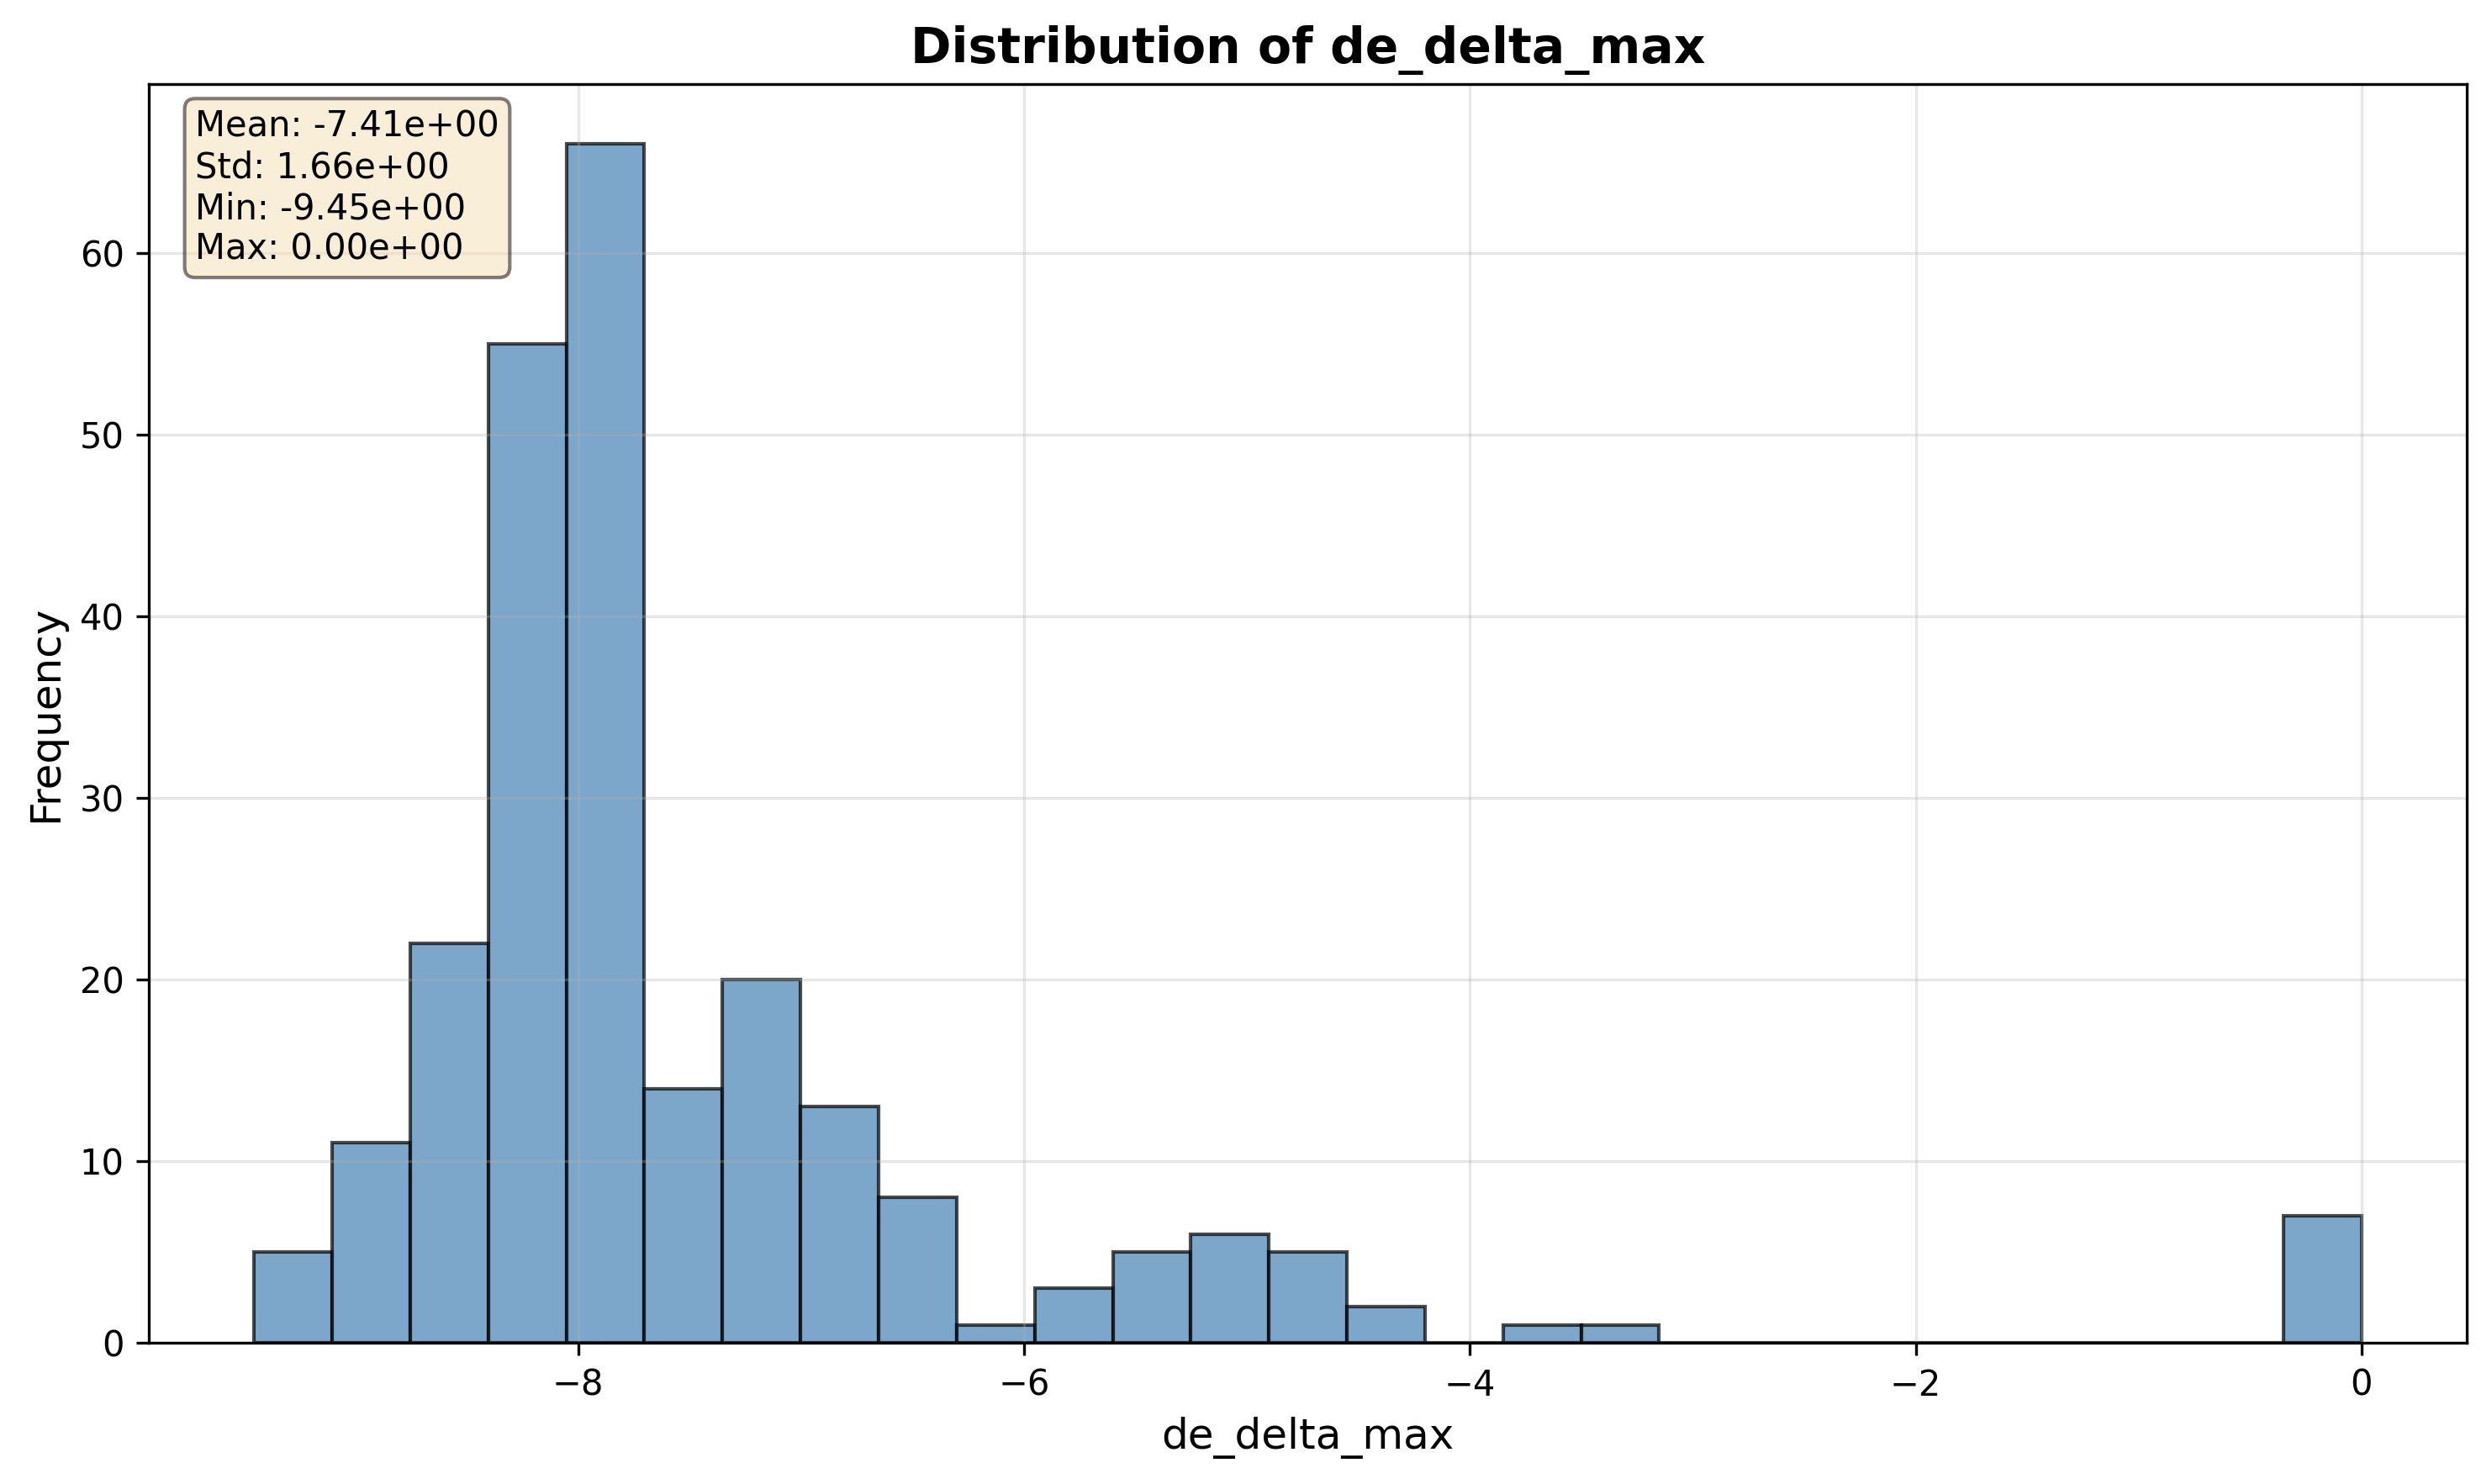 Distribution of de_delta_max
Mean: -7.41e+00
Std: 1.66e+00
Min: -9.45e+00
Max: 0.00e+00
Frequency
60
50
40
30
20
10
0
−8
−6
−4
−2
0
de_delta_max